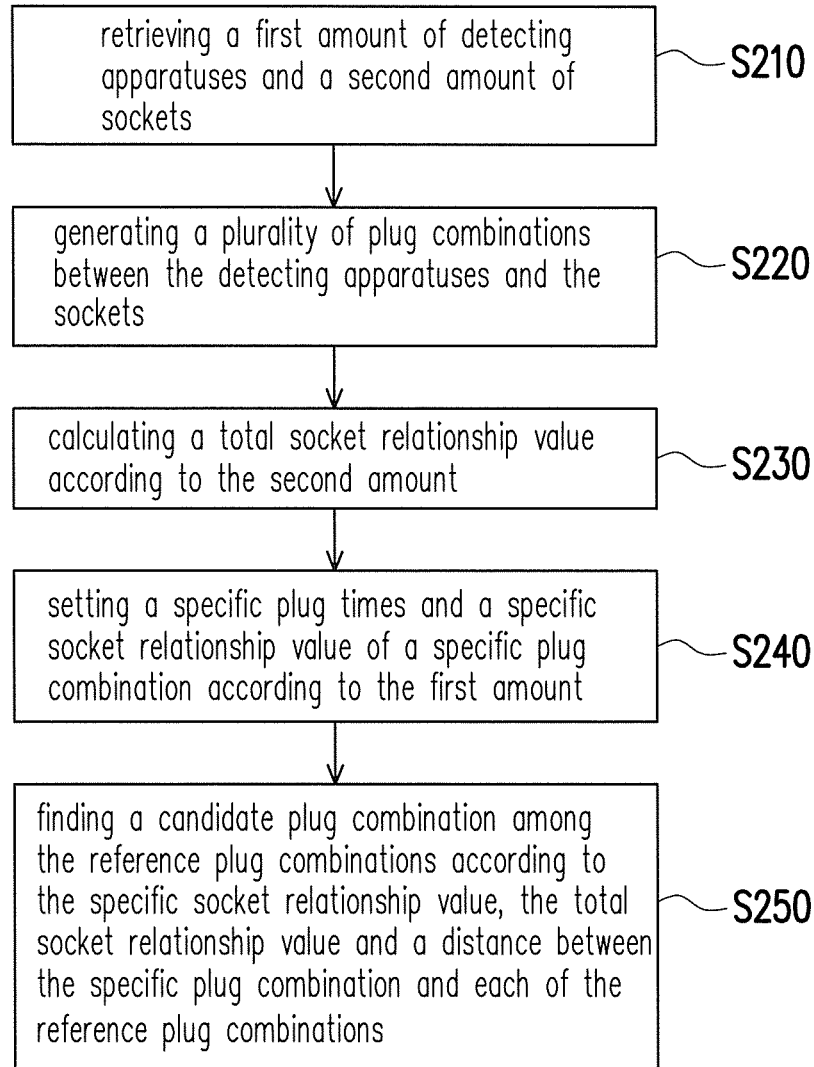 retrieving a first amount of detecting
apparatuses and a second amount of
sockets
S210
generating a plurality of plug combinations
between the detecting apparatuses and the
sockets
S220
calculating a total socket relationship value
according to the second amount
S230
setting a specific plug times and a specific
socket relationship value of a specific plug
combination according to the first amount
S240
finding a candidate plug combination among
the reference plug combinations according to
the specific socket relationship value, the total
socket relationship value and a distance between
the specific plug combination and each of the
reference plug combinations
S250